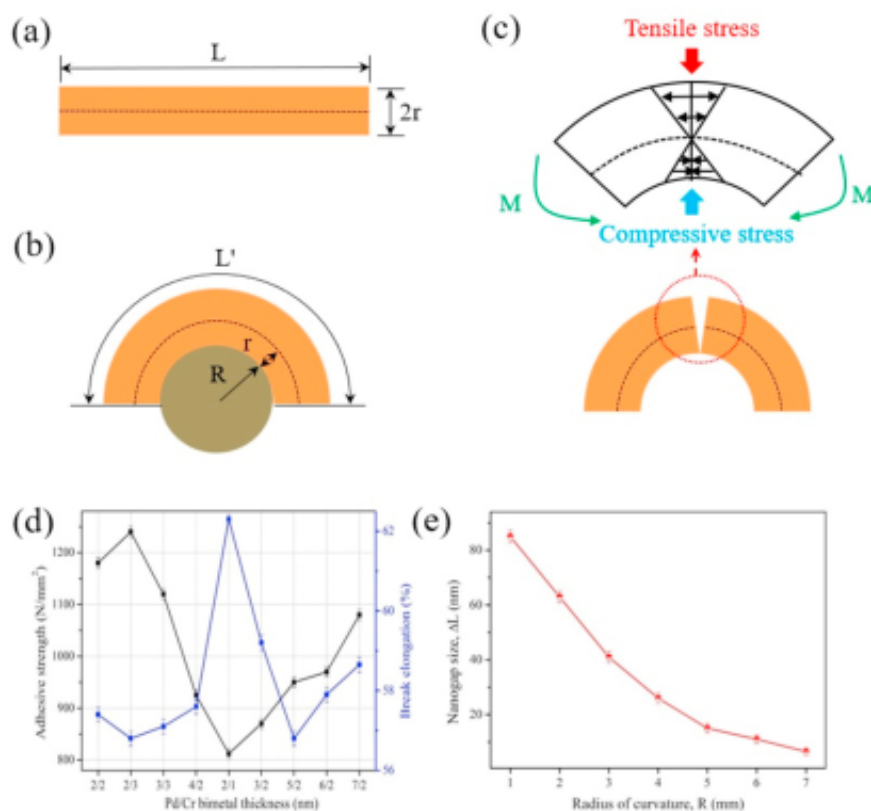 (a)
L
2r
(b)
L'
r
R
(c)
Tensile stress
M
M
Compressive stress
(d)
Adhesive strength (N/mm²)
1200
1100
1000
900
800
62
60
58
56
Break elongation (%)
2/2 2/3 3/3 4/2 2/1 3/2 5/2 6/2 7/2
Pd/Cr bimetal thickness (nm)
(e)
Nanogap size, ΔL (nm)
80
60
40
20
1 2 3 4 5 6 7
Radius of curvature, R (mm)